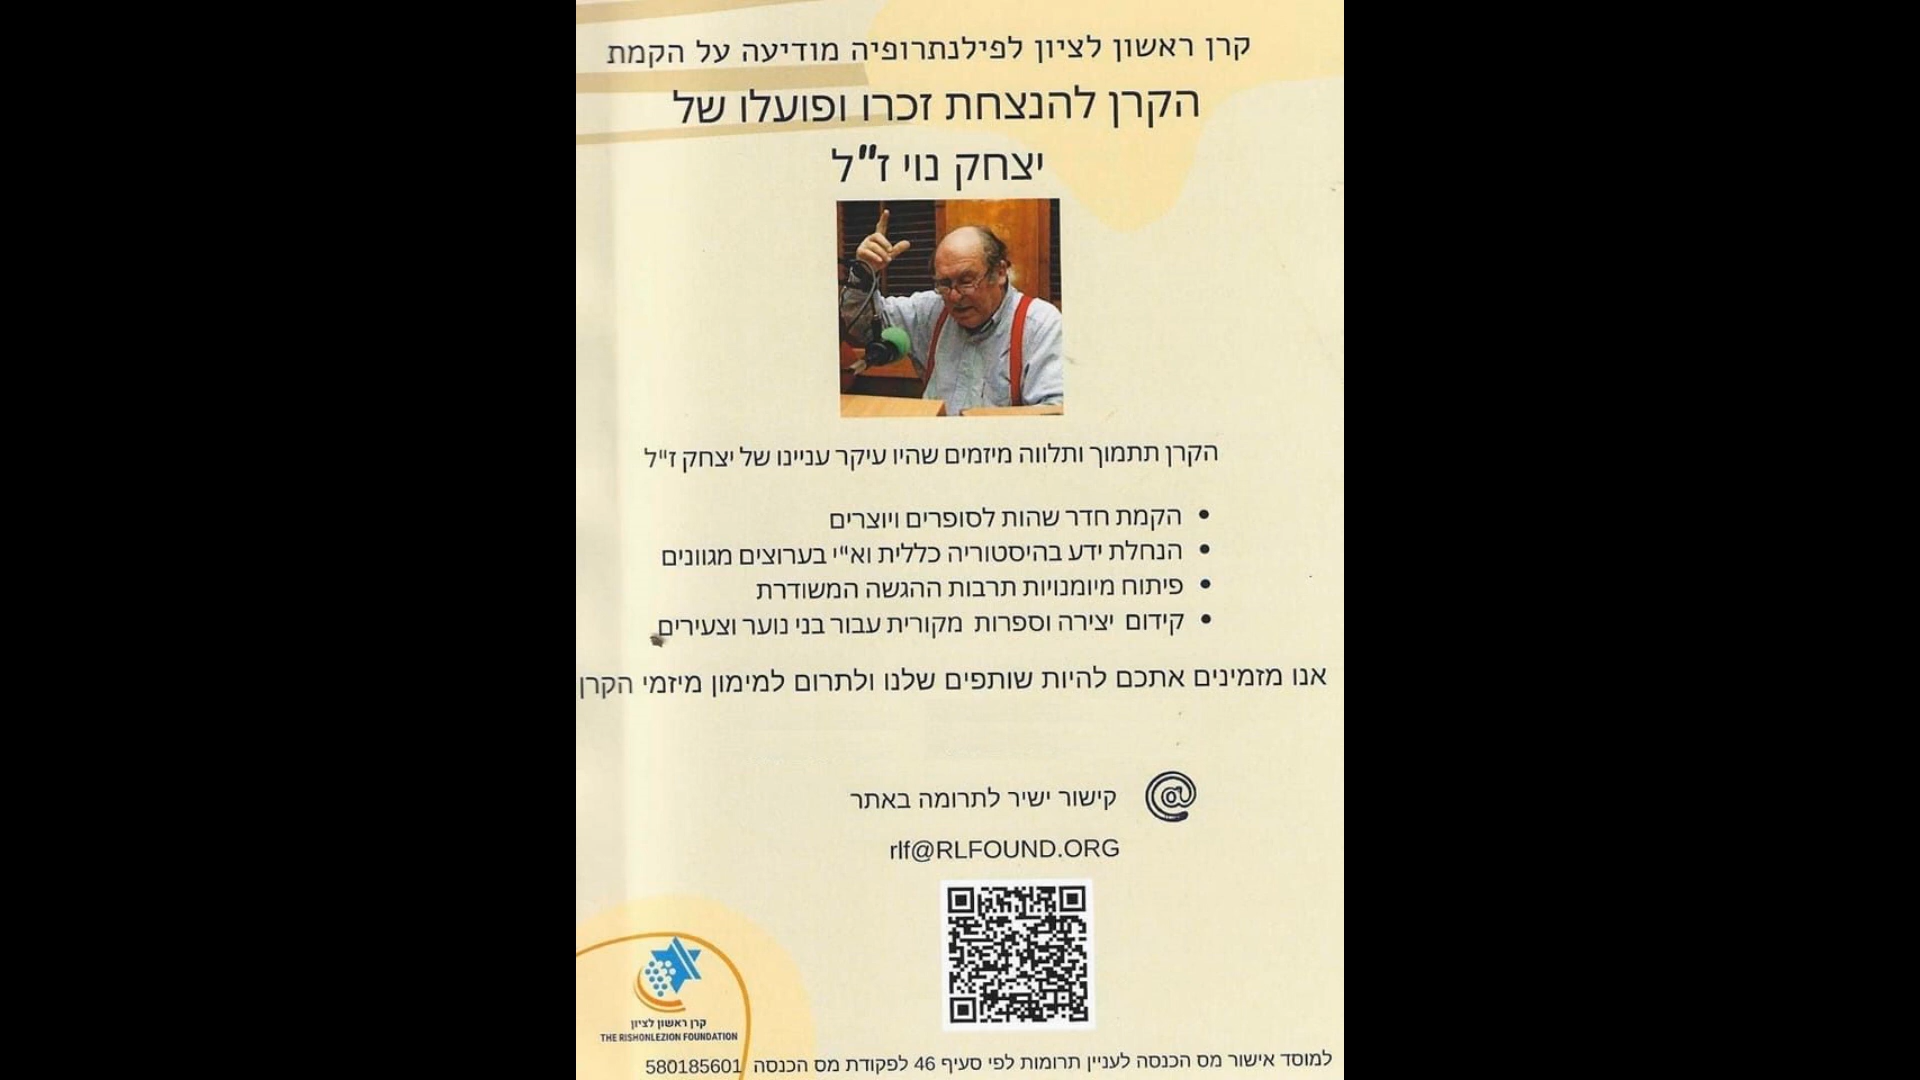 קרן ראשון לציון לפילנתרופיה מודיעה על הקמת
הקרן להנצחת זכרו ופועלו של
יצחק נוי ז"ל
הקרן תתמוך ותלווה מיזמים שהיו עיקר עניינו של יצחק ז"ל
• הקמת חדר שהות לסופרים ויוצרים
• הנחלת ידע בהיסטוריה כללית וא"י בערוצים מגוונים
• פיתוח מיומנויות תרבות ההגשה המשודרת
• קידום יצירה וספרות מקורית עבור בני נוער וצעירים
אנו מזמינים אתכם להיות שותפים שלנו ולתרום למימון מיזמי הקרן
@ קישור ישיר לתרומה באתר
rlf@RLFOUND.ORG
קרן ראשון לציון
THE RISHONLEZION FOUNDATION
למוסד אישור מס הכנסה לעניין תרומות לפי סעיף 46 לפקודת מס הכנסה 580185601